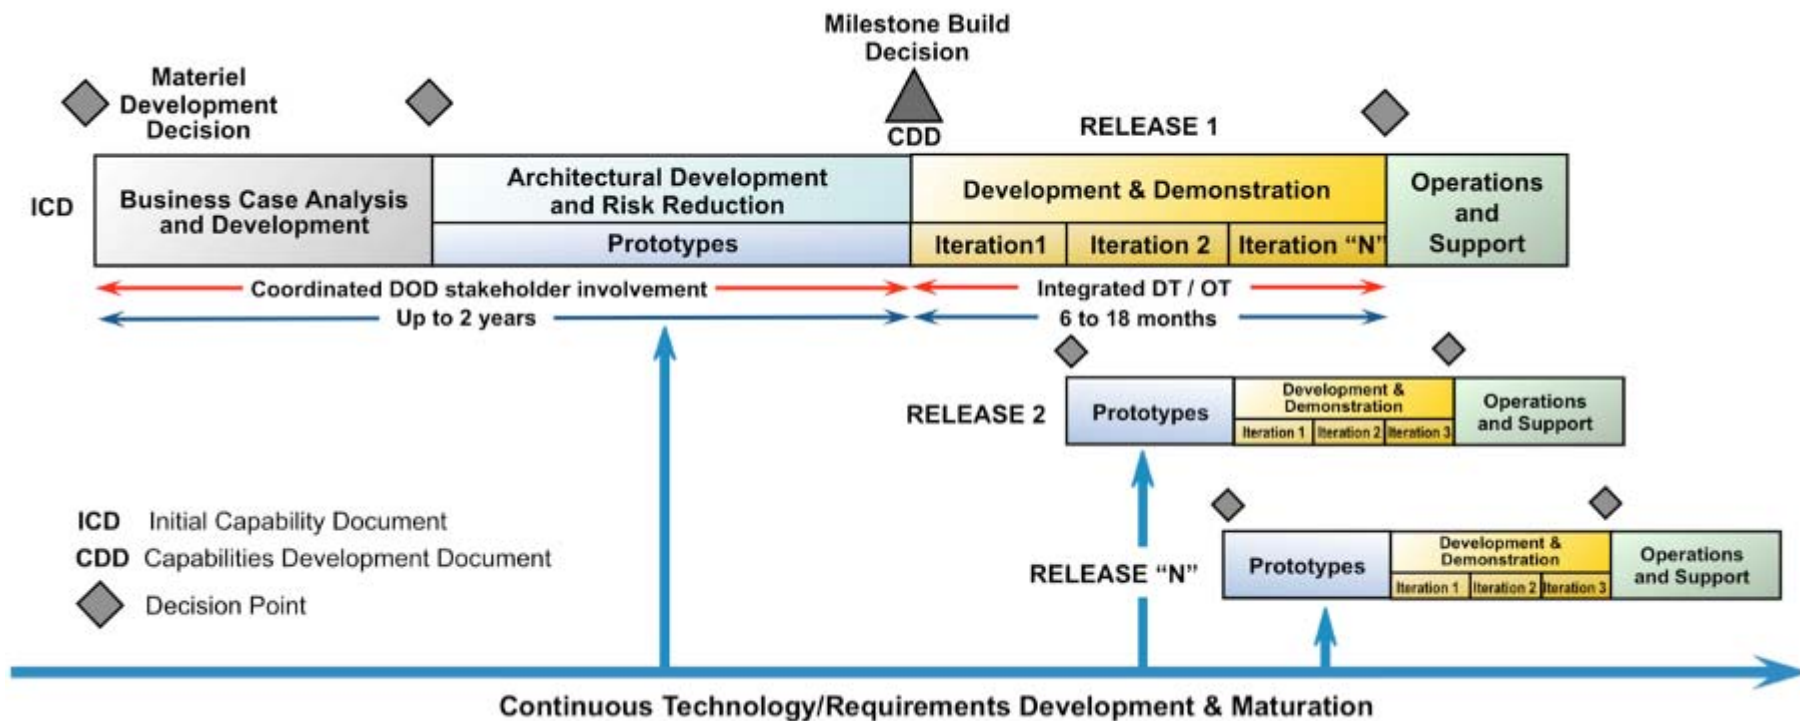 Milestone Build
Decision
Materiel
Development
Decision
CDD
RELEASE 1
ICD
Business Case Analysis
and Development
Architectural Development
and Risk Reduction
Prototypes
Development & Demonstration
Iteration1
Iteration 2
Iteration “N”
Operations
and
Support
Coordinated DOD stakeholder involvement
Integrated DT / OT
Up to 2 years
6 to 18 months
RELEASE 2
Prototypes
Development &
Demonstration
Iteration 1
Iteration 2
Iteration 3
Operations
and Support
ICD Initial Capability Document
CDD Capabilities Development Document
Decision Point
RELEASE “N”
Prototypes
Development &
Demonstration
Iteration 1
Iteration 2
Iteration 3
Operations
and Support
Continuous Technology/Requirements Development & Maturation